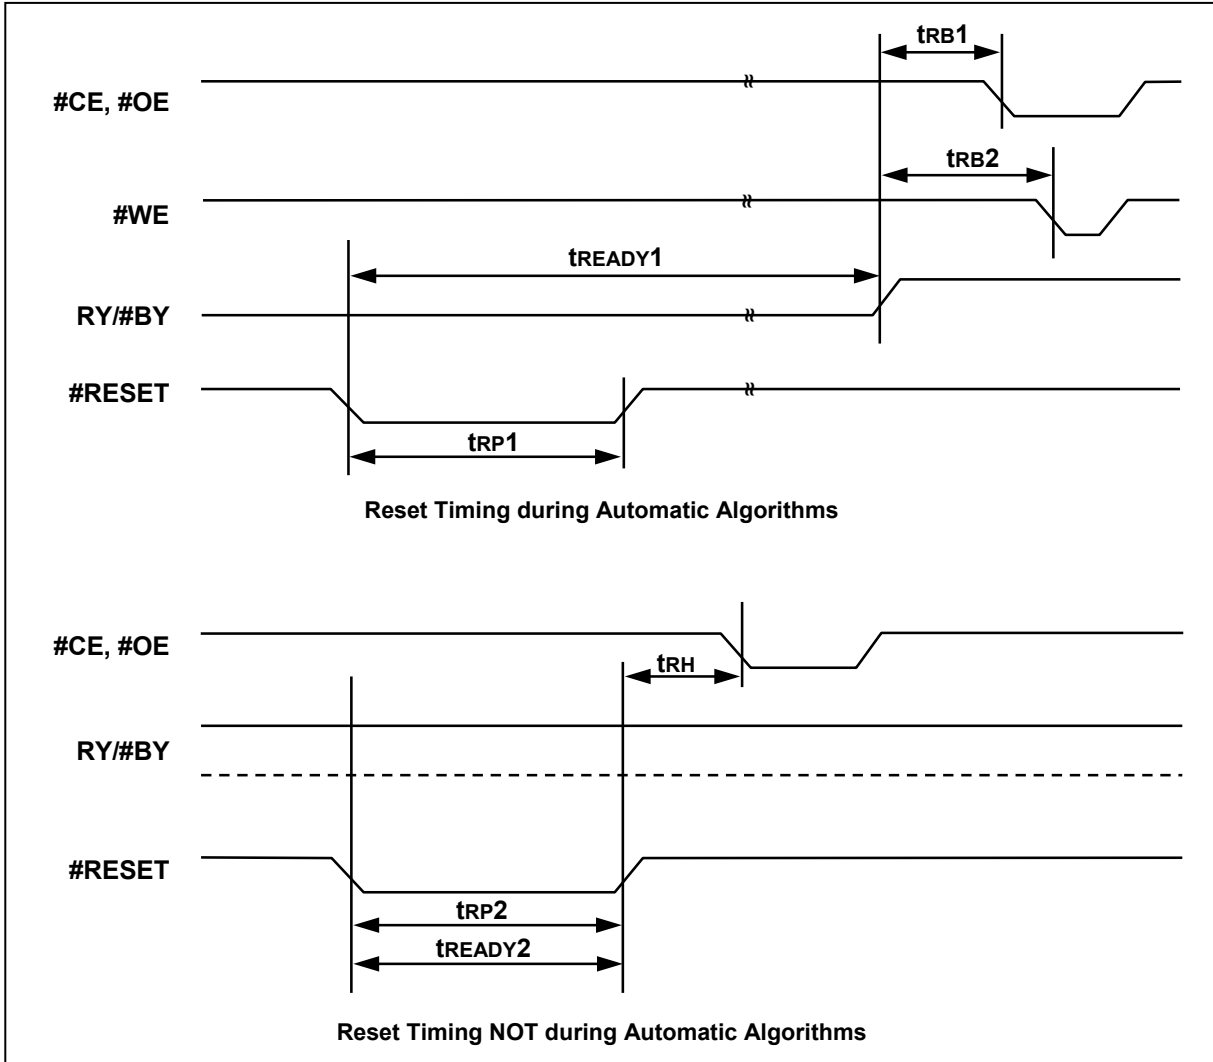 tRB1
#CE, #OE
tRB2
#WE
tREADY1
RY/#BY
#RESET
tRP1
Reset Timing during Automatic Algorithms
#CE, #OE
tRH
RY/#BY
#RESET
tRP2
tREADY2
Reset Timing NOT during Automatic Algorithms